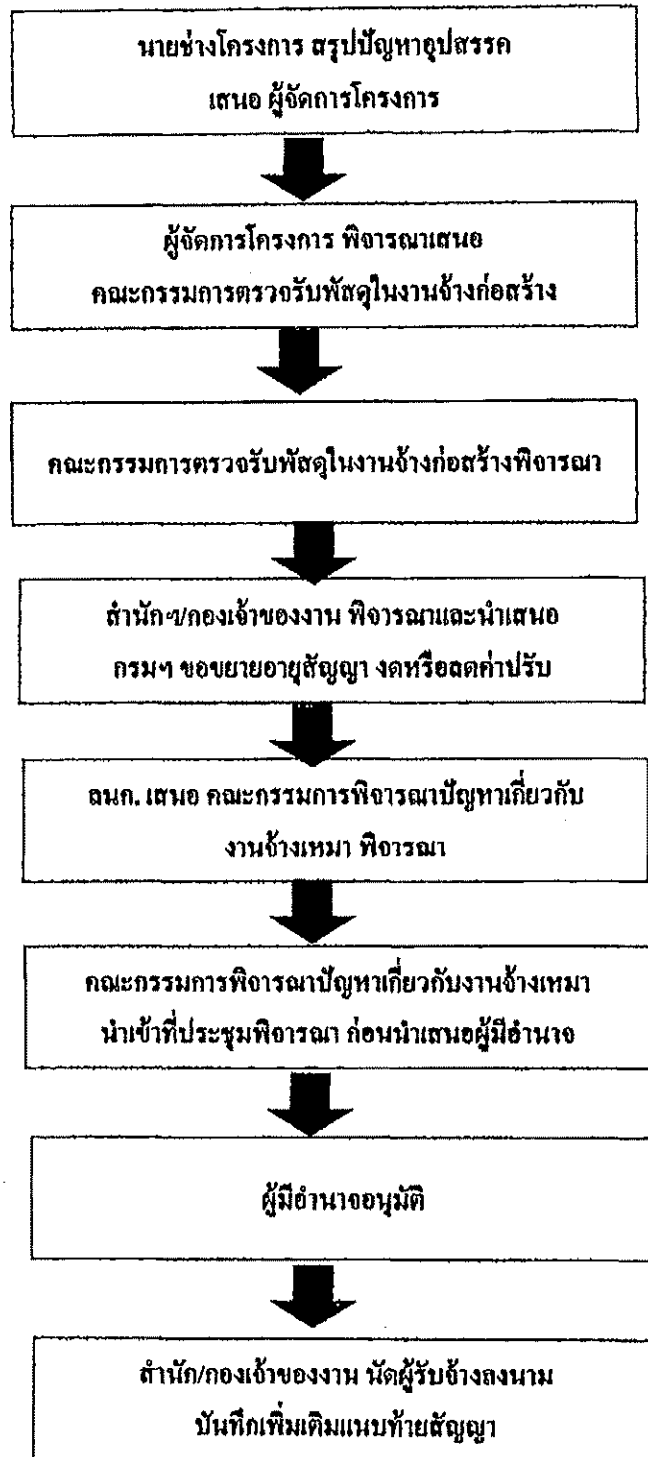 นายช่างโครงการ สรุปปัญหาอุปสรรค
เสนอ ผู้จัดการโครงการ
ผู้จัดการโครงการ พิจารณาเสนอ
คณะกรรมการตรวจรับพัสดุในงานจ้างก่อสร้าง
คณะกรรมการตรวจรับพัสดุในงานจ้างก่อสร้างพิจารณา
สำนักฯ/กองเจ้าของงาน พิจารณาและนำเสนอ
กรมฯ ขอขยายอายุสัญญา งดหรือลดค่าปรับ
ลนก. เสนอ คณะกรรมการพิจารณาปัญหาเกี่ยวกับ
งานจ้างเหมา พิจารณา
คณะกรรมการพิจารณาปัญหาเกี่ยวกับงานจ้างเหมา
นำเข้าที่ประชุมพิจารณา ก่อนนำเสนอผู้มีอำนาจ
ผู้มีอำนาจอนุมัติ
สำนัก/กองเจ้าของงาน นัดผู้รับจ้างลงนาม
บันทึกเพิ่มเติมแนบท้ายสัญญา